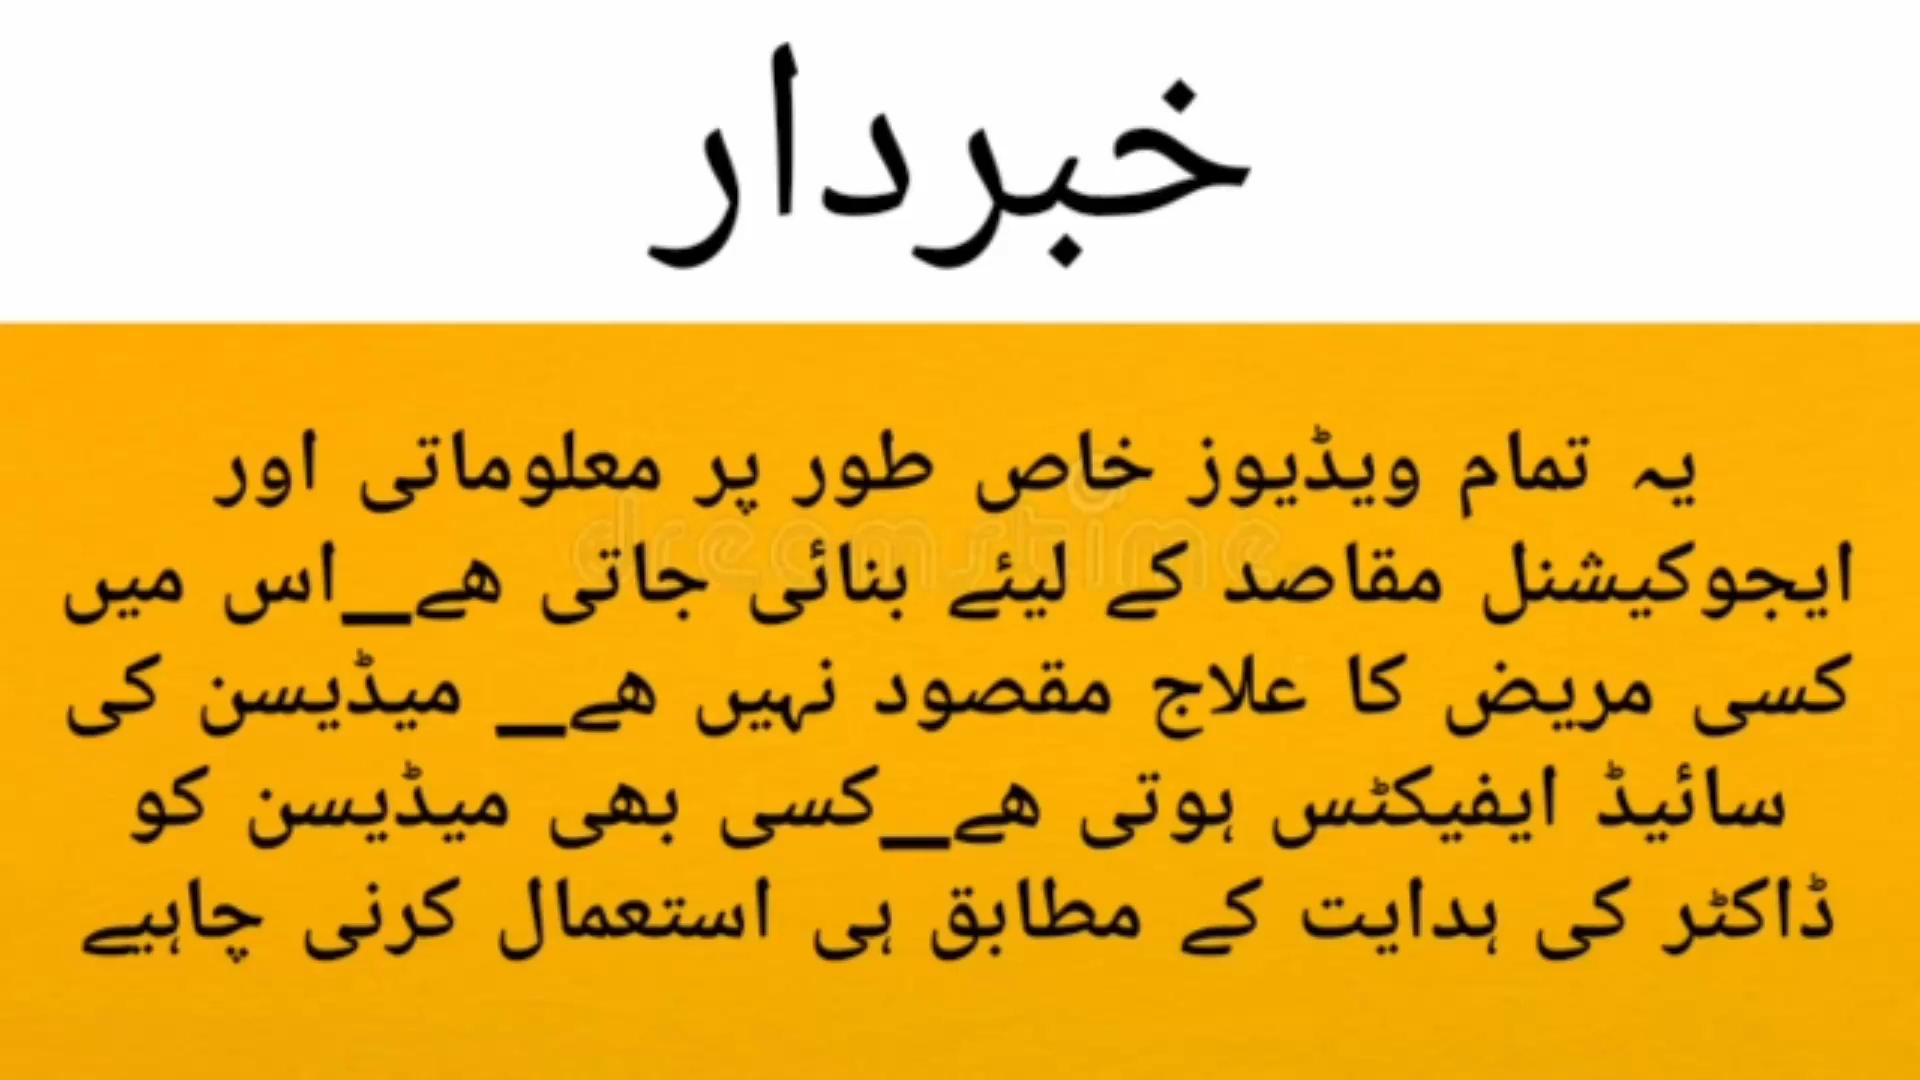 خبردار
یہ تمام ویڈیوز خاص طور پر معلوماتی اور
ایجوکیشنل مقاصد کے لیئے بنائی جاتی ھے_اس میں
کسی مریض کا علاج مقصود نہیں ھے_ میڈیسن کی
سائیڈ ایفیکٹس ہوتی ھے_کسی بھی میڈیسن کو
ڈاکٹر کی ہدایت کے مطابق ہی استعمال کرنی چاہیے
dreamstime